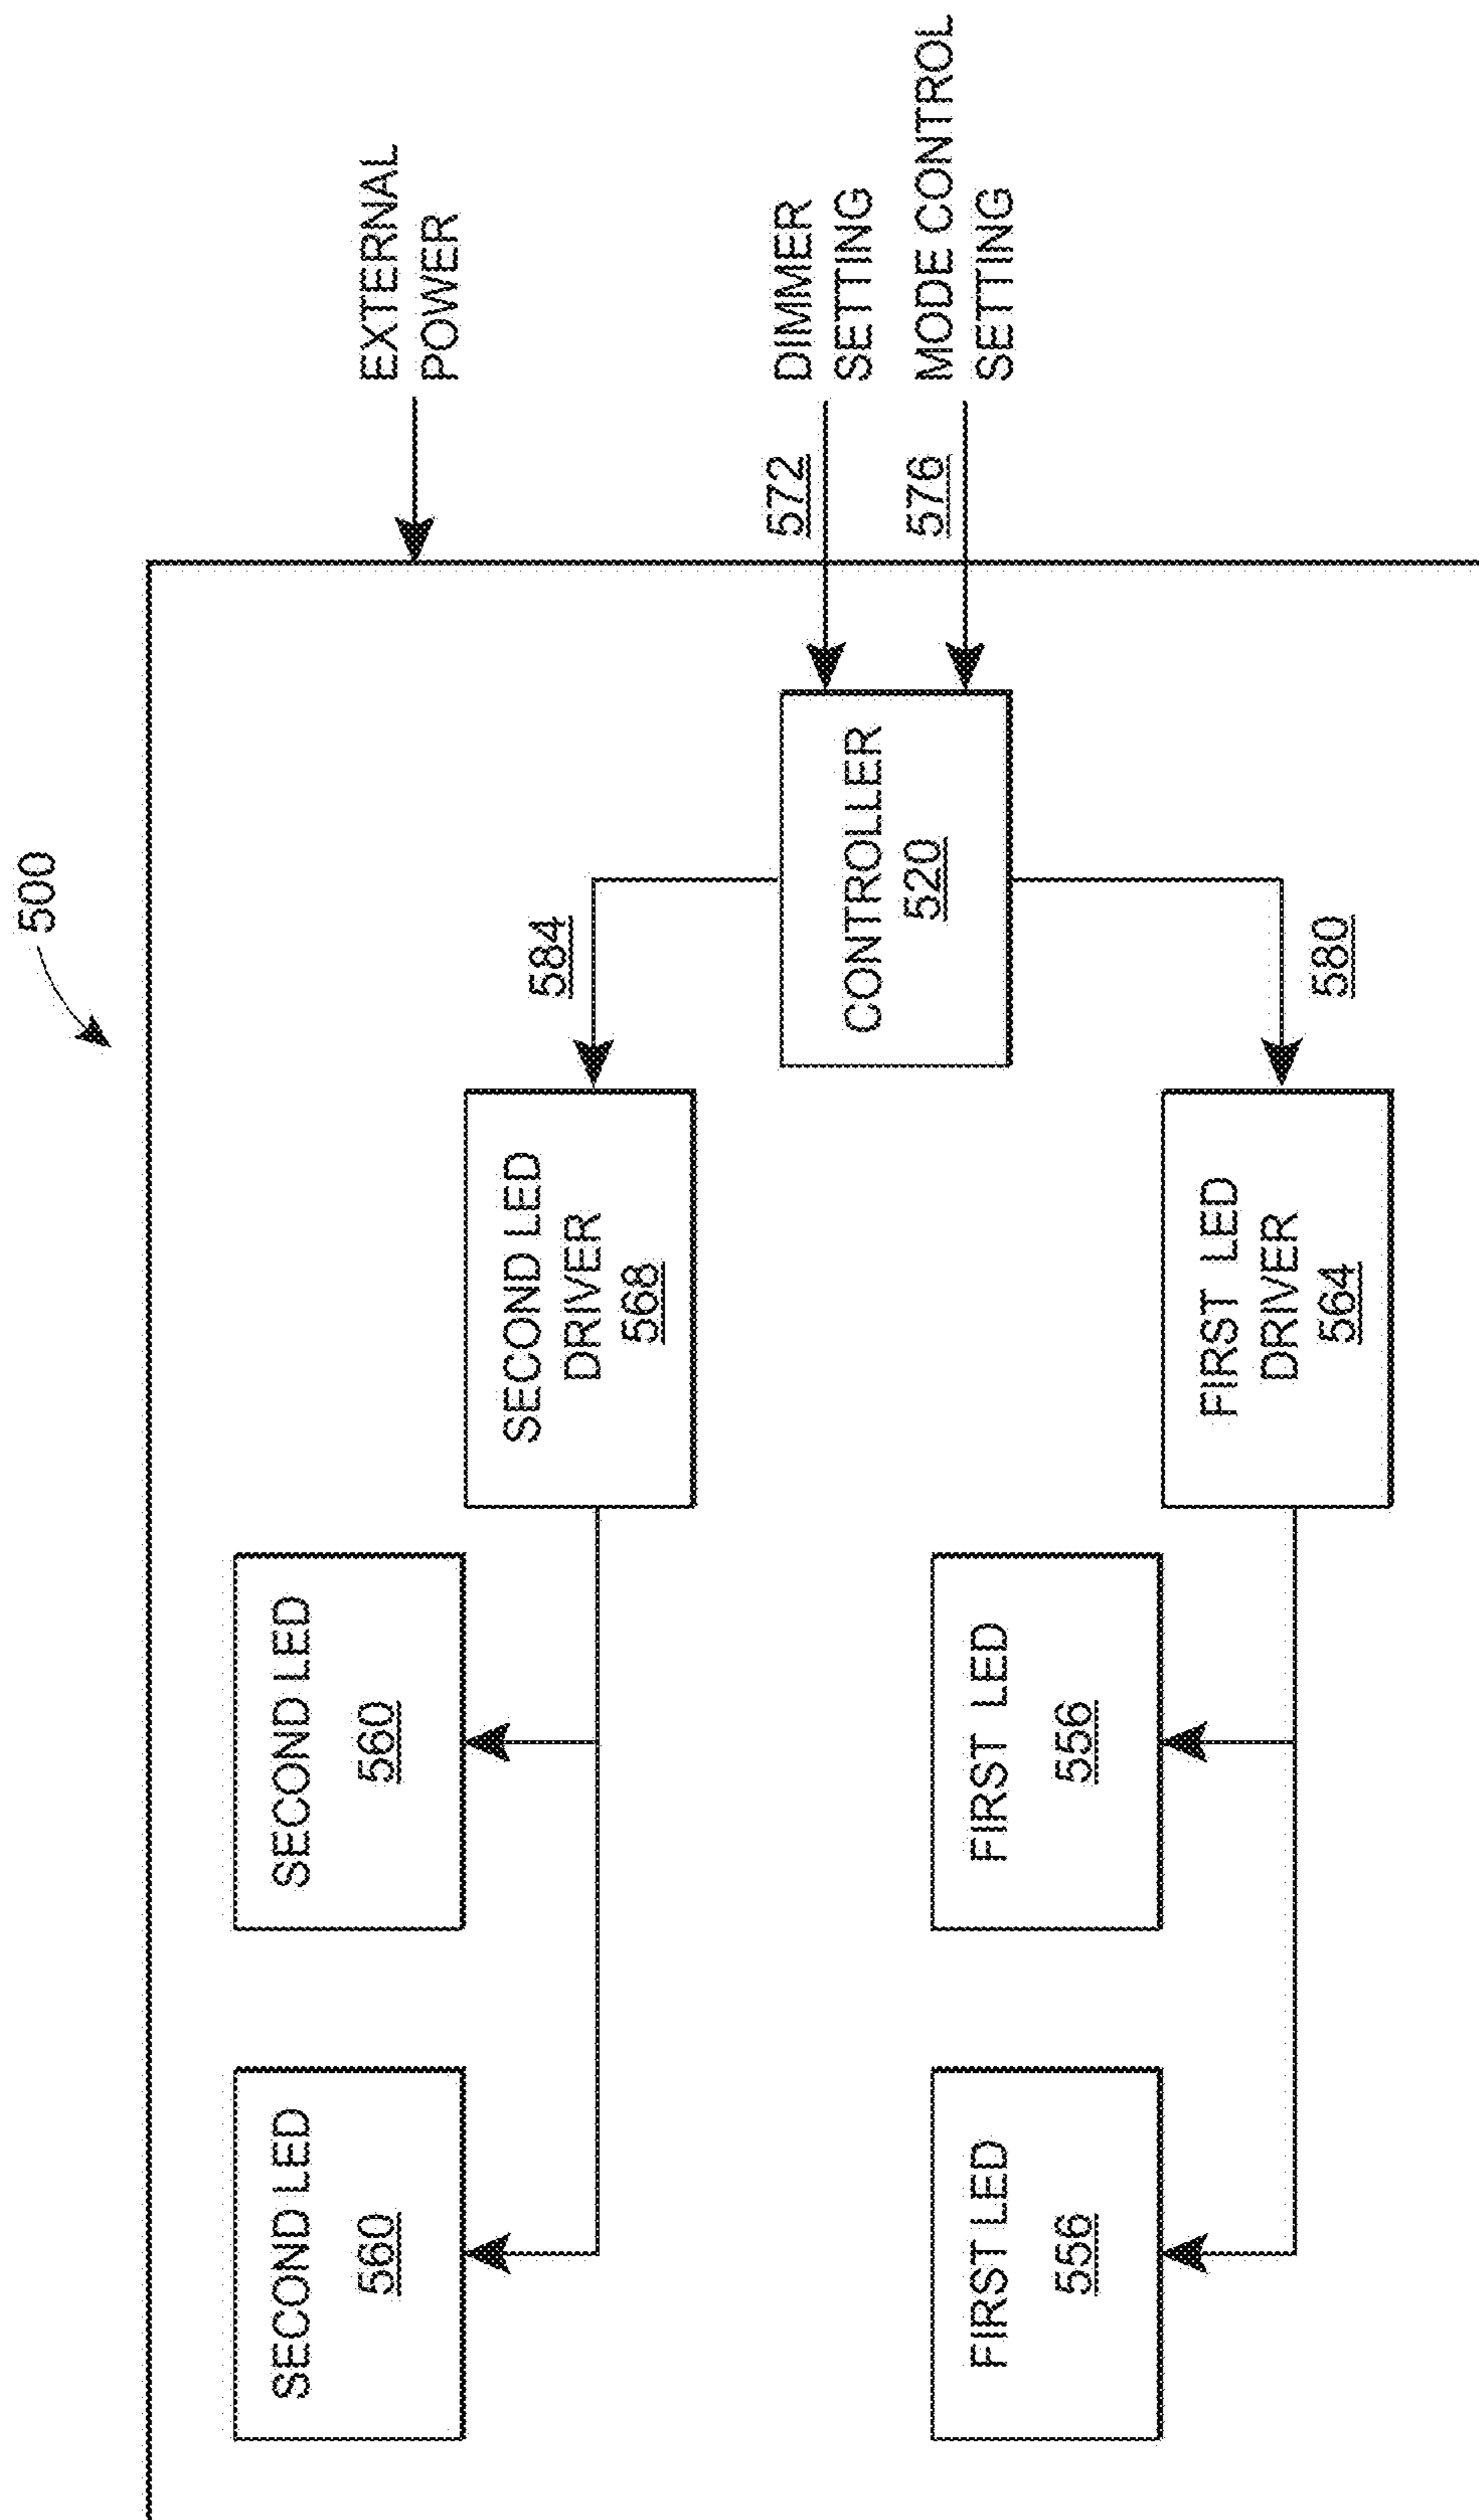 500
SECOND LED
560
SECOND LED
560
SECOND LED
DRIVER
568
584
EXTERNAL
POWER
CONTROLLER
520
572
DIMMER
SETTING
576
MODE CONTROL
SETTING
FIRST LED
556
FIRST LED
556
FIRST LED
DRIVER
564
580